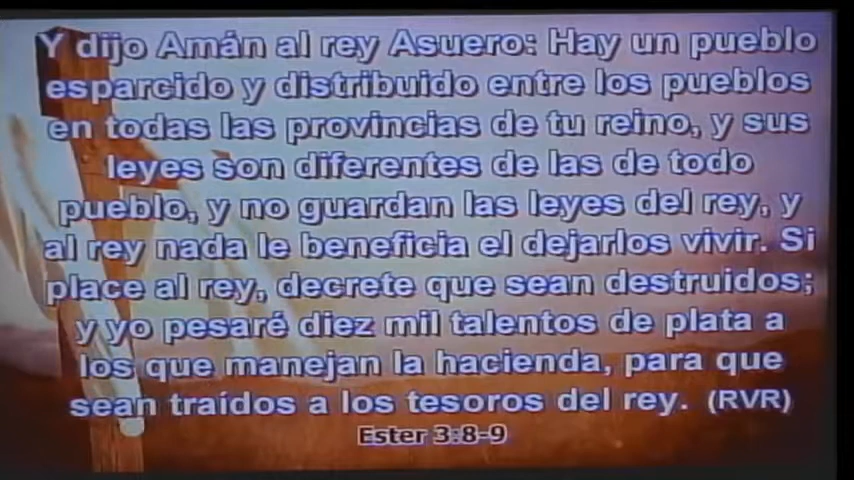 Y dijo Amán al rey Asuero: Hay un pueblo
esparcido y distribuido entre los pueblos
en todas las provincias de tu reino, y sus
leyes son diferentes de las de todo
pueblo, y no guardan las leyes del rey, y
al rey nada le beneficia el dejarlos vivir. Si
place al rey, decrete que sean destruidos;
y yo pesaré diez mil talentos de plata a
los que manejan la hacienda, para que
sean traídos a los tesoros del rey. (RVR)
Ester 3:8-9